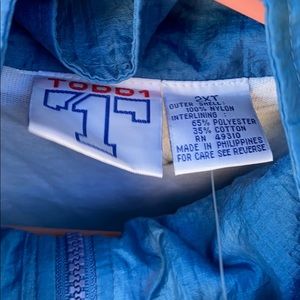 TODD1
T
2XT
OUTER SHELL:
100% NYLON
INTERLINING :
65% POLYESTER
35% COTTON
RN 49310
MADE IN PHILIPPINES
FOR CARE SEE REVERSE